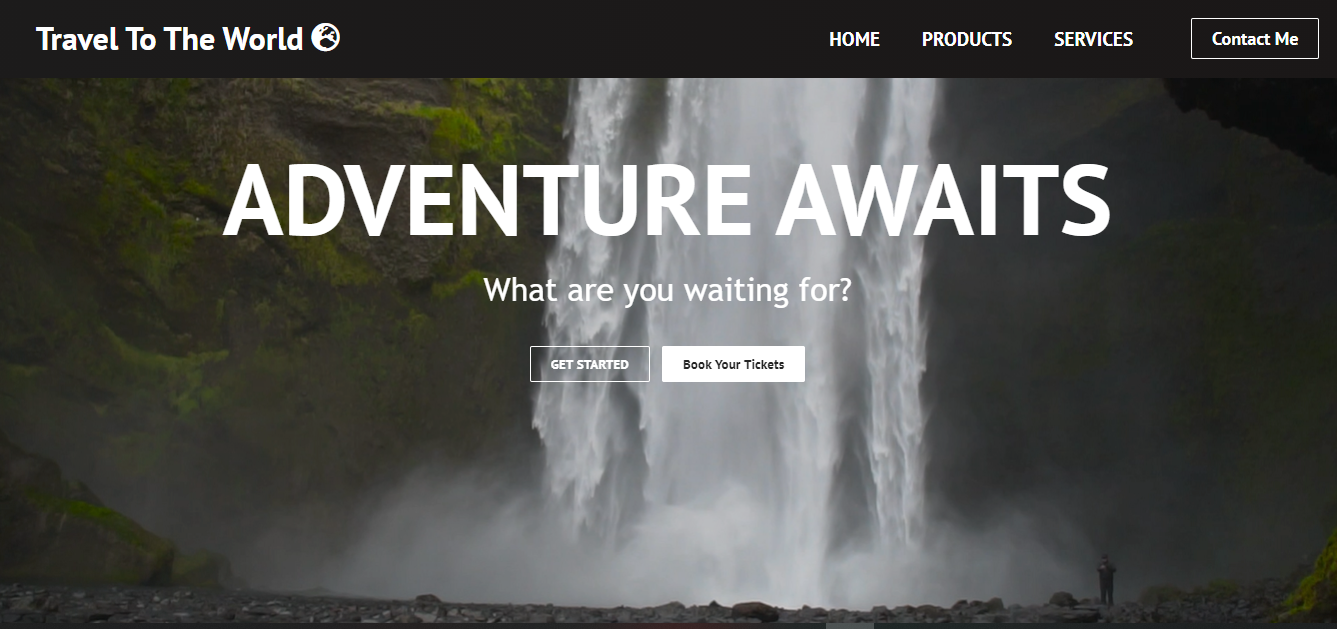 Travel To The World
HOME PRODUCTS SERVICES Contact Me
ADVENTURE AWAITS
What are you waiting for?
GET STARTED Book Your Tickets